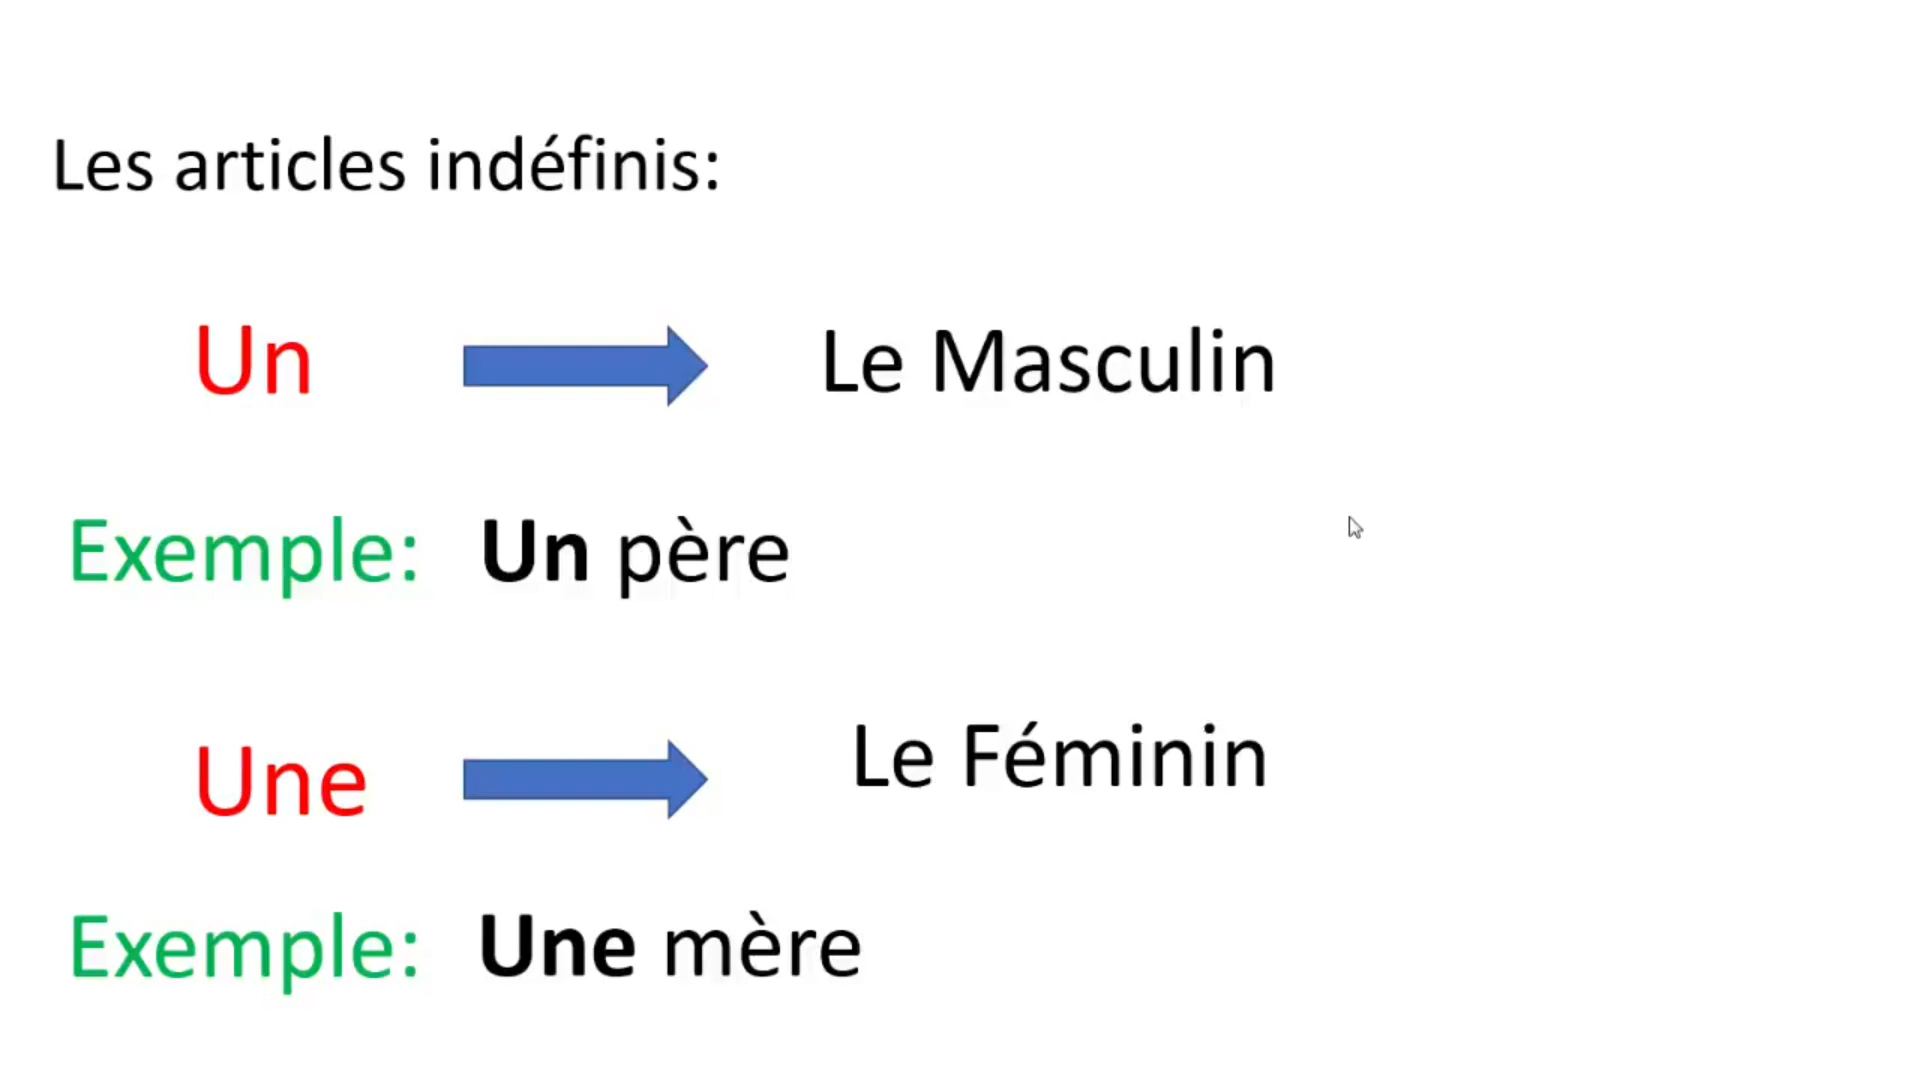 Les articles indéfinis:
Un Le Masculin
Exemple: Un père
Une Le Féminin
Exemple: Une mère